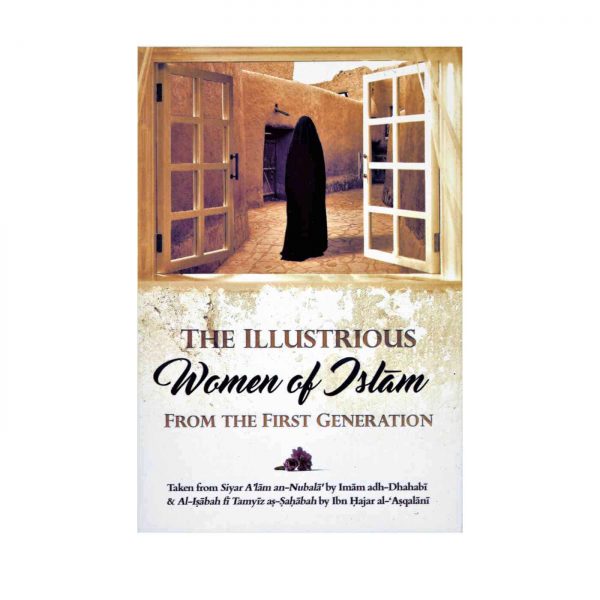 THE ILLUSTRIOUS
Women of Islām
FROM THE FIRST GENERATION
Taken from Siyar A'lām an-Nubalā' by Imām adh-Dhahabī
& Al-Iṣābah fī Tamyīz aṣ-Ṣaḥābah by Ibn Ḥajar al-‘Asqalānī